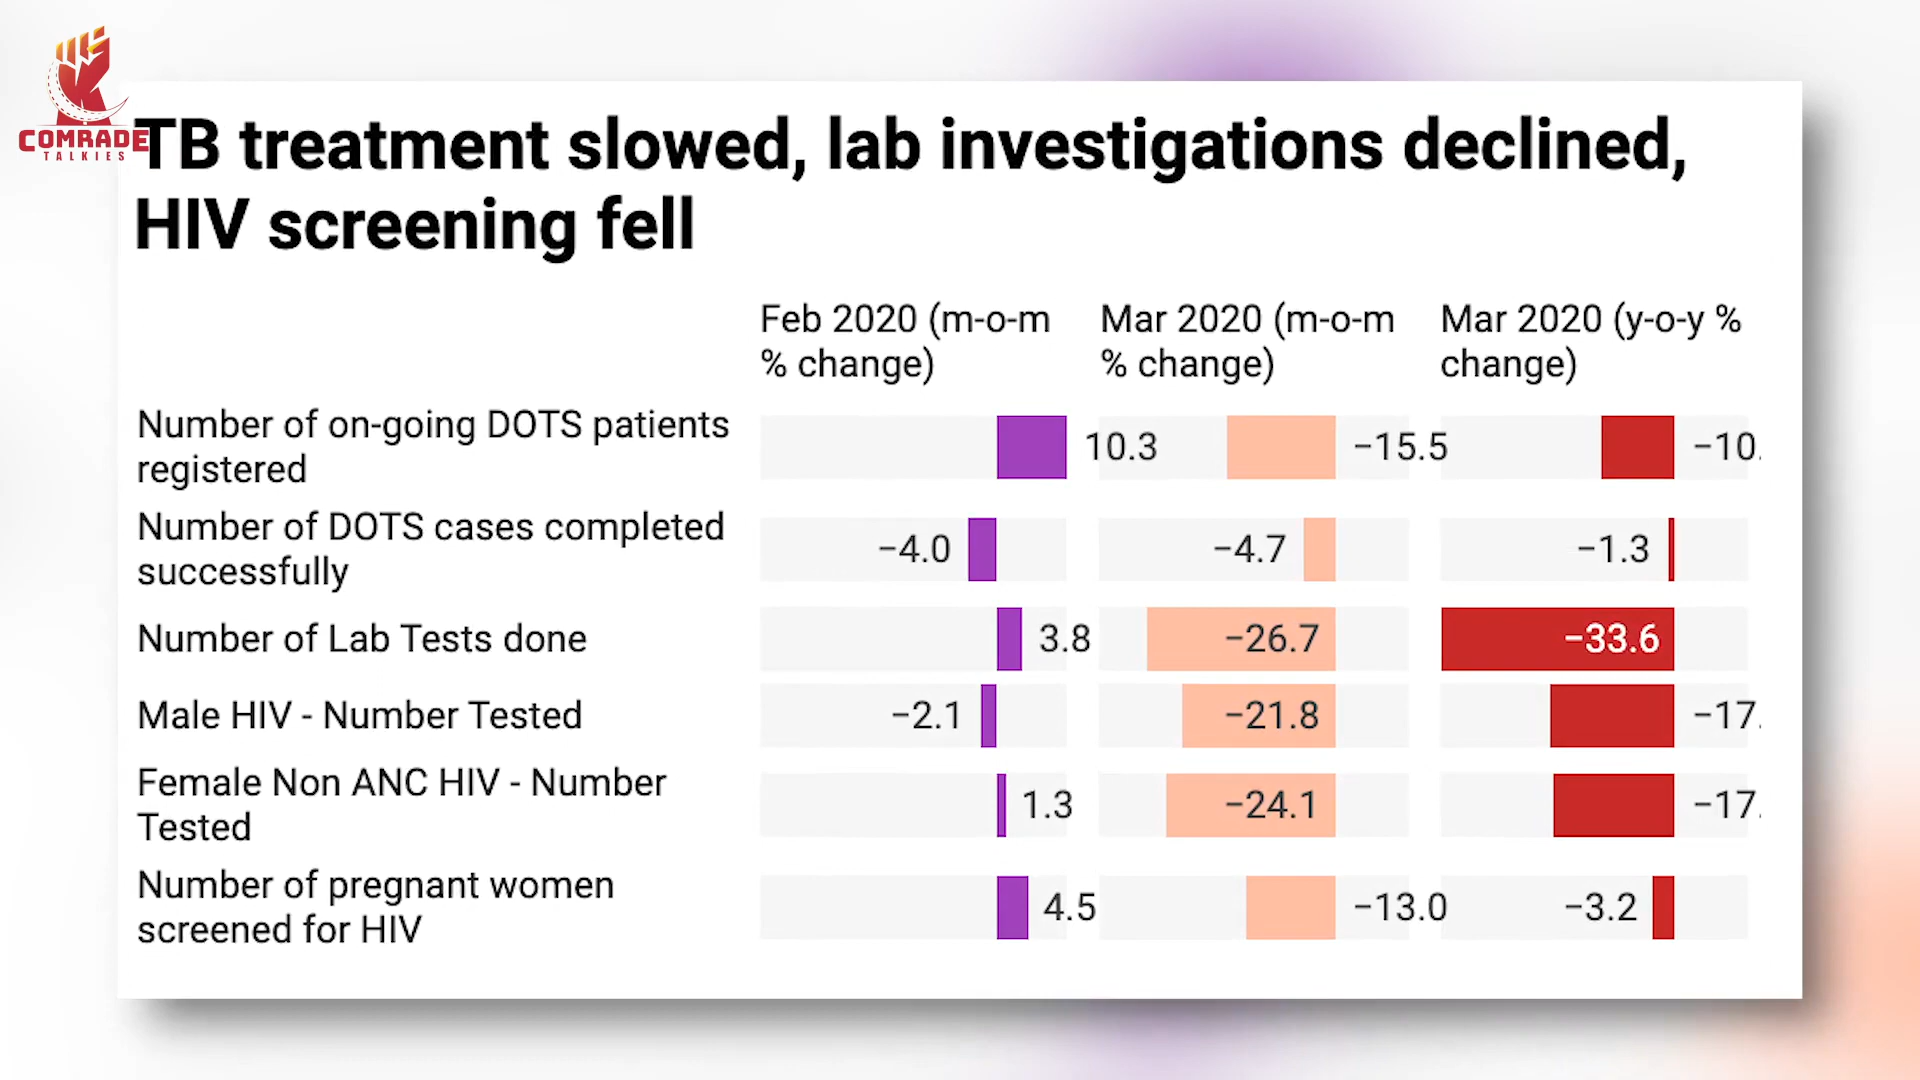 COMRADE
TALKIES
TB treatment slowed, lab investigations declined,
HIV screening fell
Feb 2020 (m-o-m % change)
Mar 2020 (m-o-m % change)
Mar 2020 (y-o-y % change)
Number of on-going DOTS patients registered
10.3
−15.5
−10.
Number of DOTS cases completed successfully
−4.0
−4.7
−1.3
Number of Lab Tests done
3.8
−26.7
−33.6
Male HIV - Number Tested
−2.1
−21.8
−17.
Female Non ANC HIV - Number Tested
1.3
−24.1
−17.
Number of pregnant women screened for HIV
4.5
−13.0
−3.2